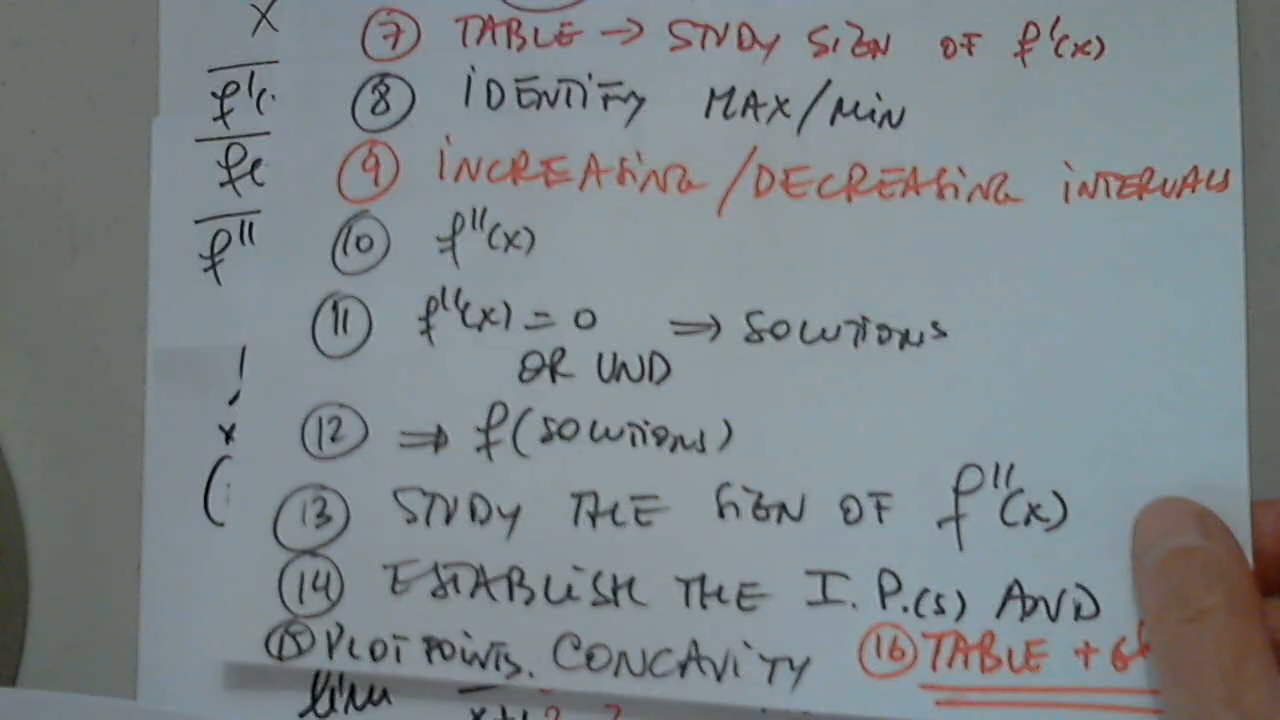 x ⑦ TABLE → STUDY SIGN OF f'(x)
f'(. ⑧ IDENTIFY MAX/MIN
f( ⑨ INCREASING/DECREASING INTERVALS
f'' ⑩ f''(x)
⑪ f''(x) = 0 ⇒ SOLUTIONS
OR UND
⑫ ⇒ f(SOLUTIONS)
⑬ STUDY THE SIGN OF f''(x)
⑭ ESTABLISH THE I.P.(s) AND
CONCAVITY
⑮ PLOT POINTS.
⑯ TABLE +
lim